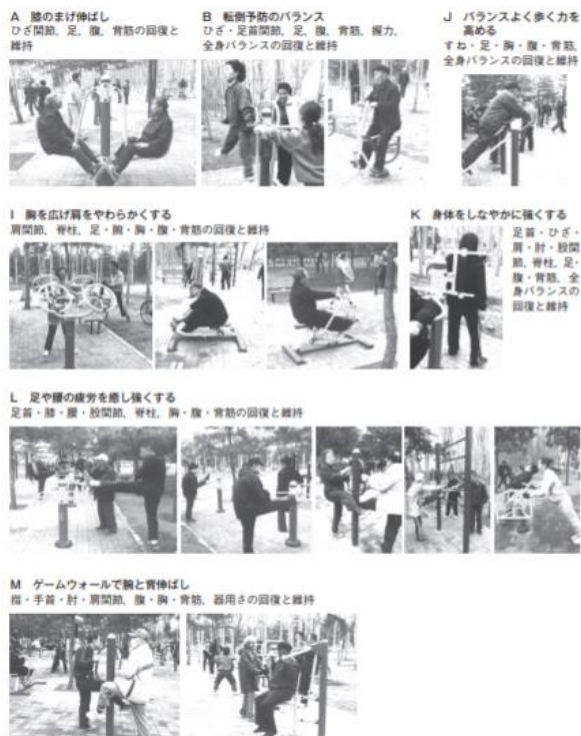 A 膝のまげ伸ばし
ひざ関節、足、腹、背筋の回復と
維持
B 転倒予防のバランス
ひざ・足首関節、足、腹、背筋、握力、
全身バランスの回復と維持
J バランスよく歩く力を
高める
すね・足・胸・腹・背筋、
全身バランスの回復と維持
I 胸を広げ肩をやわらかくする
肩関節、脊柱、足・腕・胸・腹・背筋の回復と維持
K 身体をしなやかに強くする
足首・ひざ・
肩・肘・股関
節、脊柱、足・
腹・背筋、全
身バランスの
回復と維持
L 足や腰の疲労を癒し強くする
足首・膝・腰・股関節、脊柱、胸・腹・背筋の回復と維持
M ゲームウォールで腕と背伸ばし
指・手首・肘・肩関節、腹・胸・背筋、器用さの回復と維持